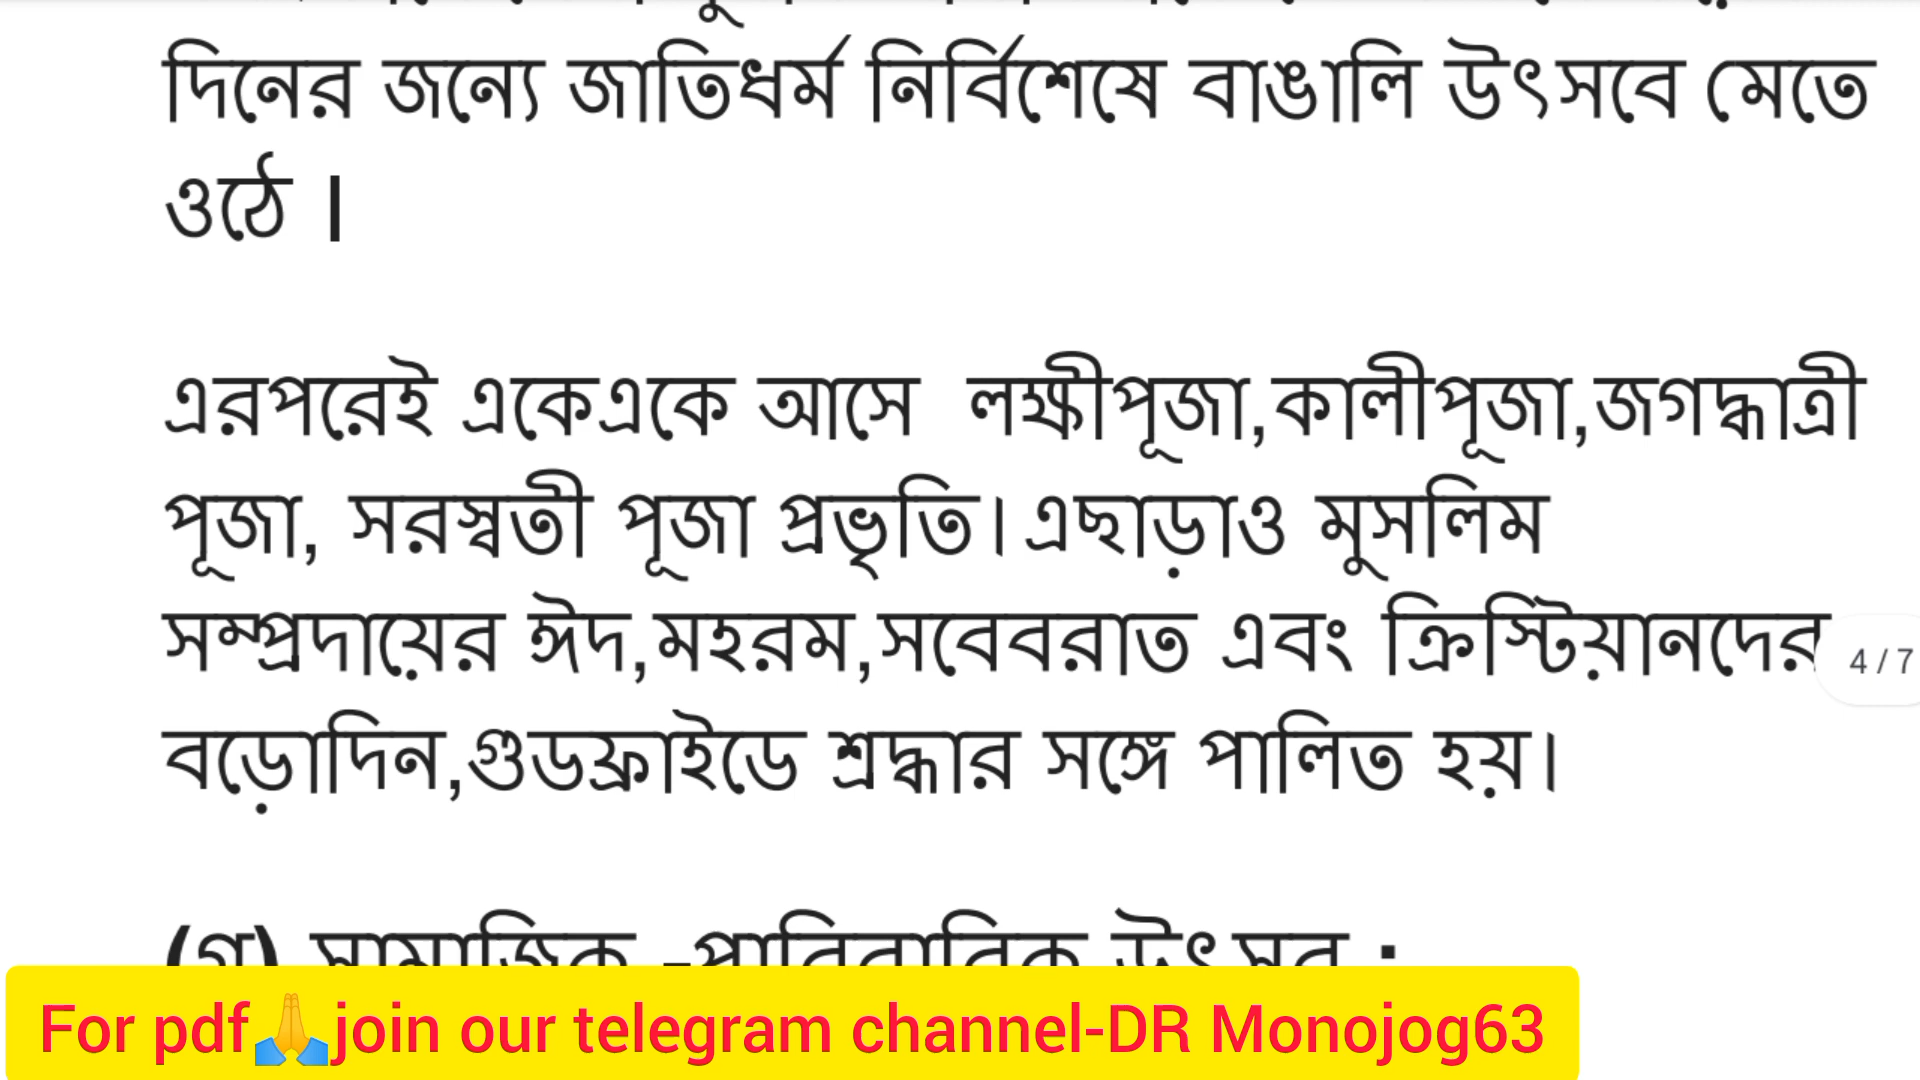 দিনের জন্যে জাতিধর্ম নির্বিশেষে বাঙালি উৎসবে মেতে
ওঠে ।
এরপরেই একেএকে আসে লক্ষীপূজা,কালীপূজা,জগদ্ধাত্রী
পূজা, সরস্বতী পূজা প্রভৃতি। এছাড়াও মুসলিম
সম্প্রদায়ের ঈদ,মহরম,সবেবরাত এবং ক্রিস্টিয়ানদের
4 / 7
বড়োদিন,গুডফ্রাইডে শ্রদ্ধার সঙ্গে পালিত হয়।
(গ) সামাজিক -পারিবারিক উৎসব :
For pdf🙏join our telegram channel-DR Monojog63